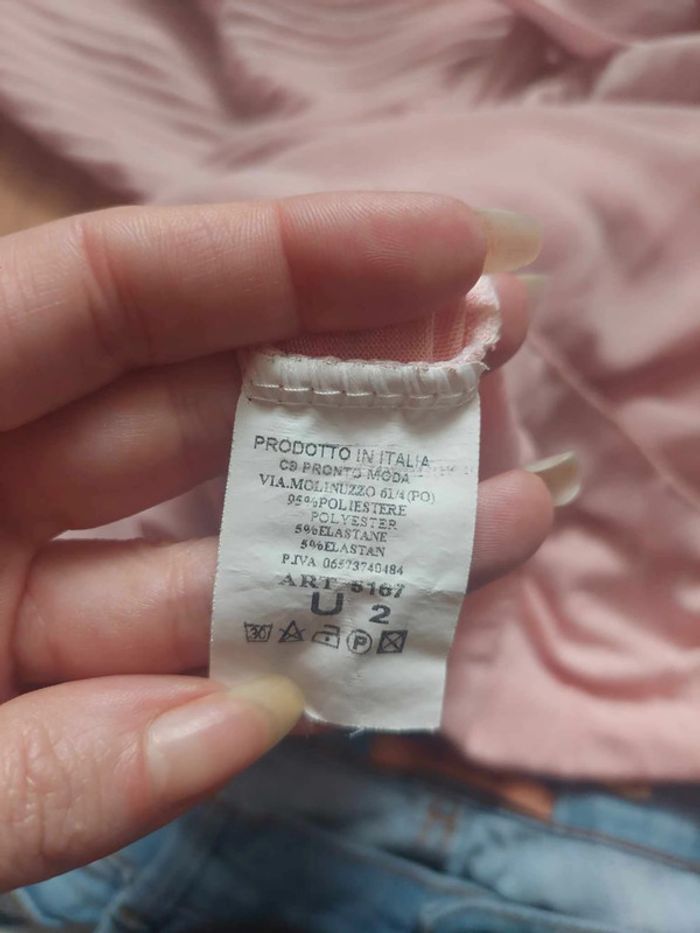 PRODOTTO IN ITALIA
C9 PRONTO MODA
VIA.MOLINUZZO 61/4(PO)
95%POLIESTERE
POLYESTER
5%ELASTANE
5%ELASTAN
P.IVA 06573740484
ART 5167
U 2
30 P